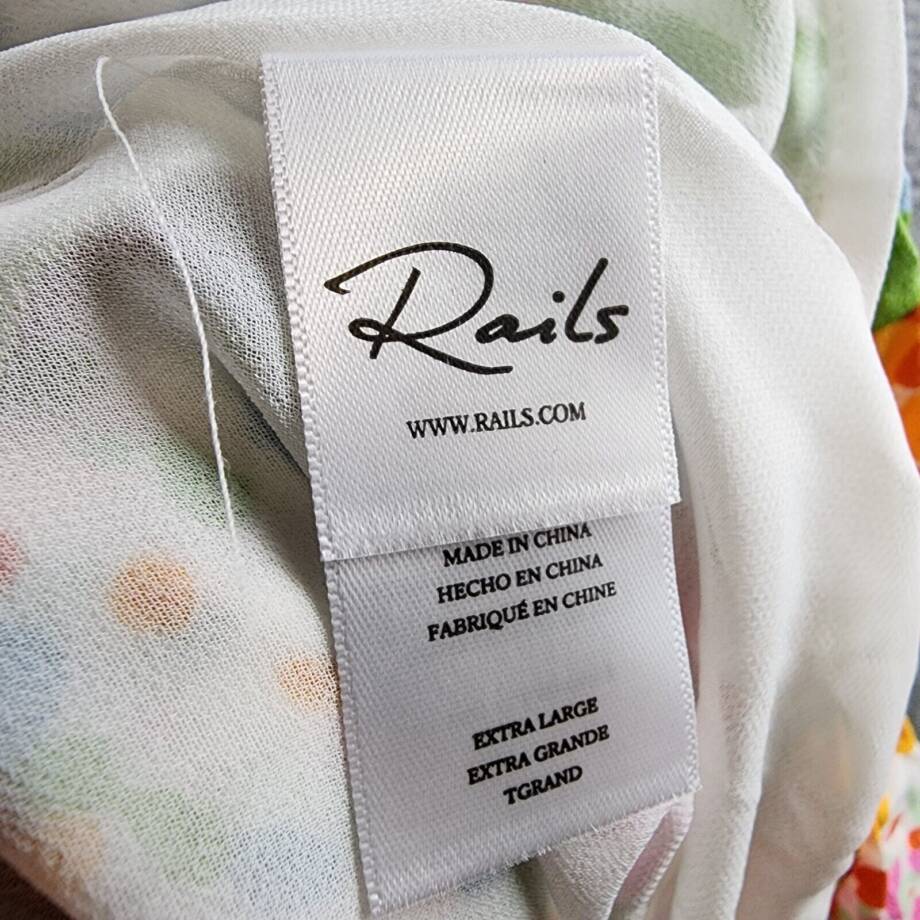 Rails
WWW.RAILS.COM
MADE IN CHINA
HECHO EN CHINA
FABRIQUÉ EN CHINE
EXTRA LARGE
EXTRA GRANDE
TGRAND